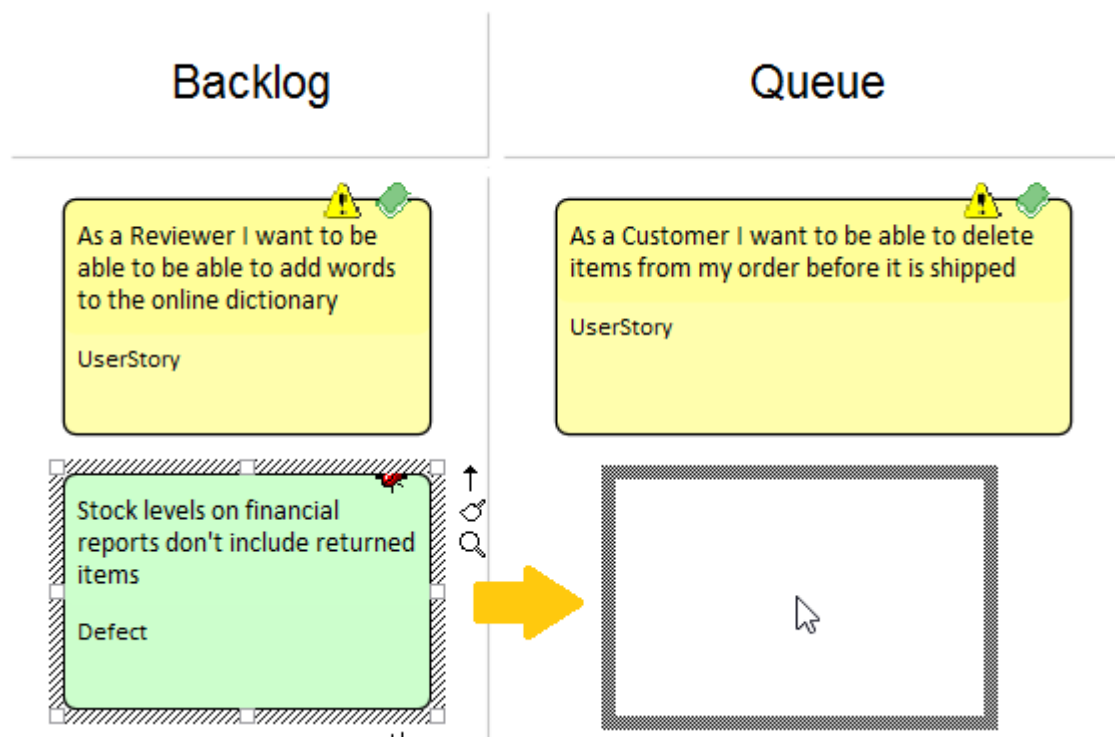 Backlog
Queue
As a Reviewer I want to be
able to be able to add words
to the online dictionary
UserStory
As a Customer I want to be able to delete
items from my order before it is shipped
UserStory
Stock levels on financial
reports don't include returned
items
Defect